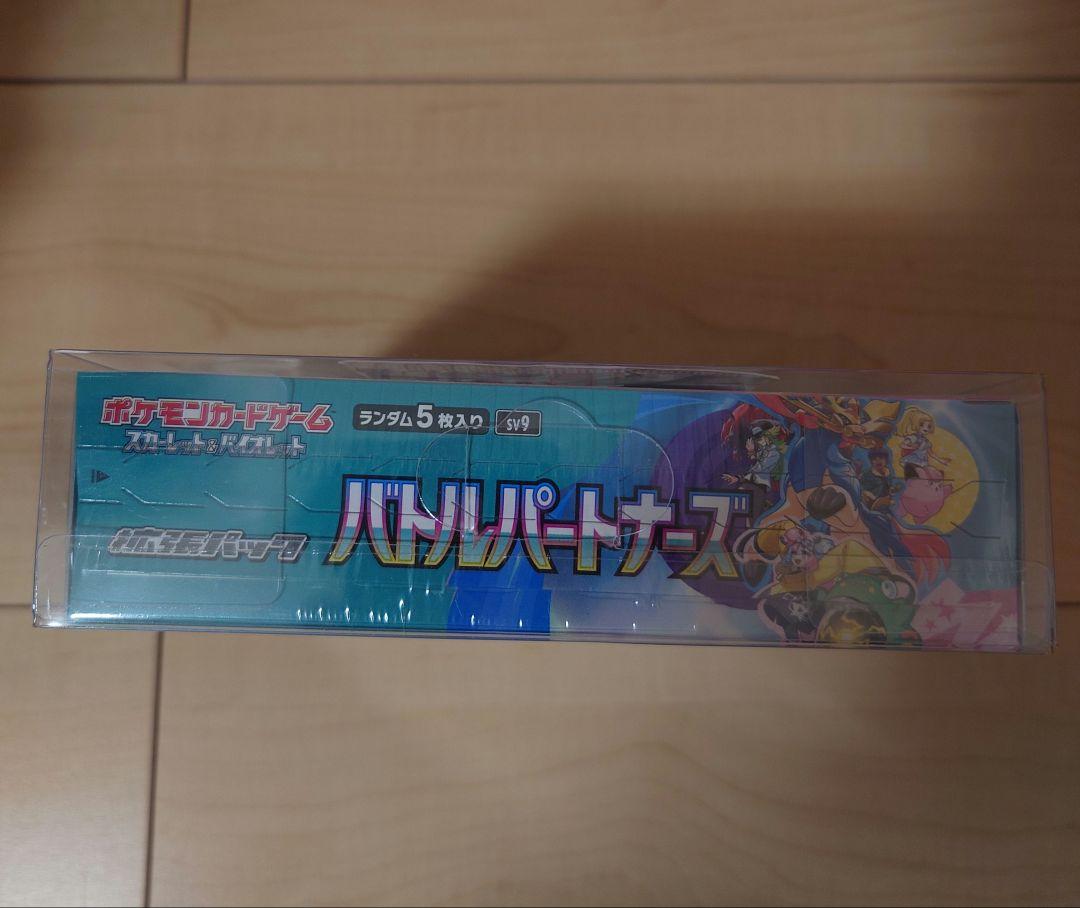 ポケモンカードゲーム
スカーレット&バイオレット
ランダム5枚入り
sv9
拡張パック
バトルパートナーズ